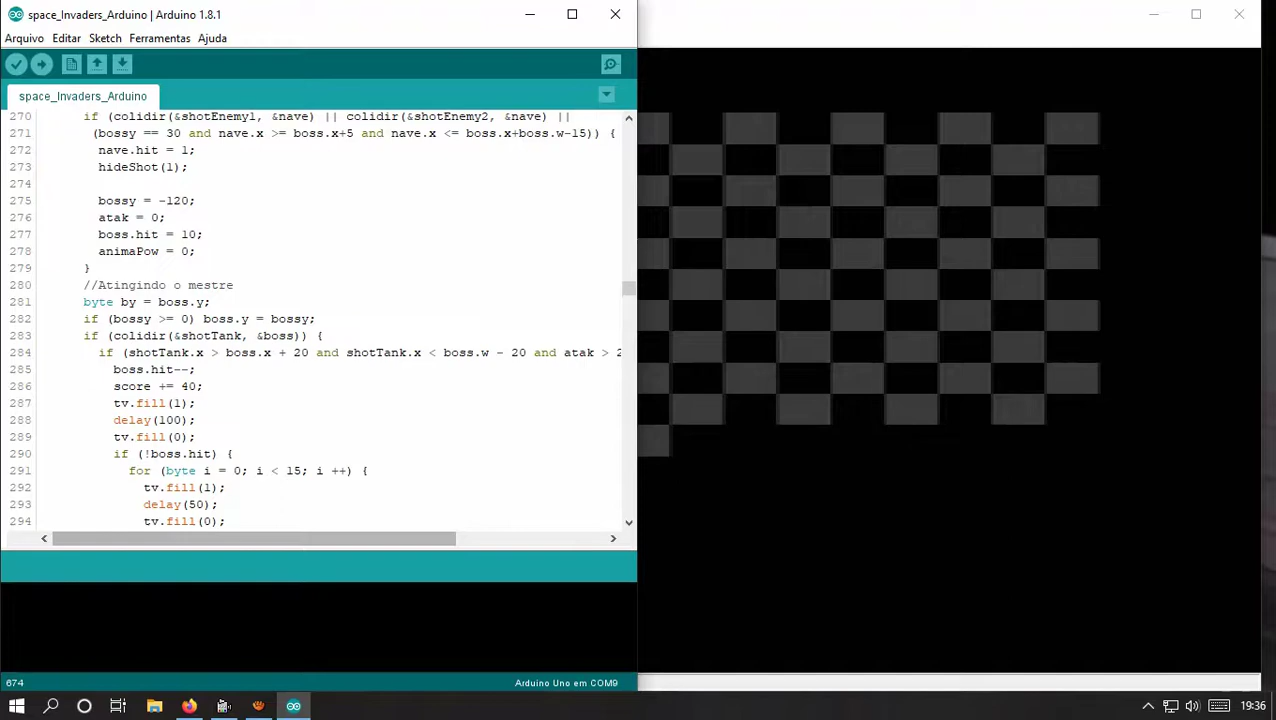 space_Invaders_Arduino | Arduino 1.8.1
Arquivo Editar Sketch Ferramentas Ajuda
space_Invaders_Arduino
270 if (colidir(&shotEnemy1, &nave) || colidir(&shotEnemy2, &nave) ||
271 (bossy == 30 and nave.x >= boss.x+5 and nave.x <= boss.x+boss.w-15)) {
272 nave.hit = 1;
273 hideShot(1);
274
275 bossy = -120;
276 atak = 0;
277 boss.hit = 10;
278 animaPow = 0;
279 }
280 //Atingindo o mestre
281 byte by = boss.y;
282 if (bossy >= 0) boss.y = bossy;
283 if (colidir(&shotTank, &boss)) {
284 if (shotTank.x > boss.x + 20 and shotTank.x < boss.w - 20 and atak > 2
285 boss.hit--;
286 score += 40;
287 tv.fill(1);
288 delay(100);
289 tv.fill(0);
290 if (!boss.hit) {
291 for (byte i = 0; i < 15; i ++) {
292 tv.fill(1);
293 delay(50);
294 tv.fill(0);
674 Arduino Uno em COM9
19:36